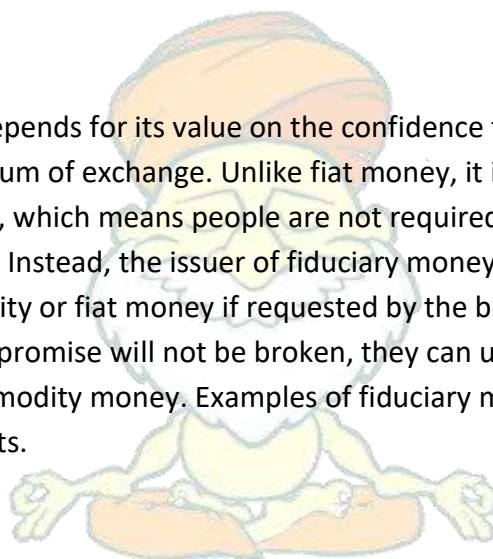 epends for its value on the confidence
um of exchange. Unlike fiat money, it i
, which means people are not required
Instead, the issuer of fiduciary money
ity or fiat money if requested by the b
promise will not be broken, they can u
modity money. Examples of fiduciary m
ts.